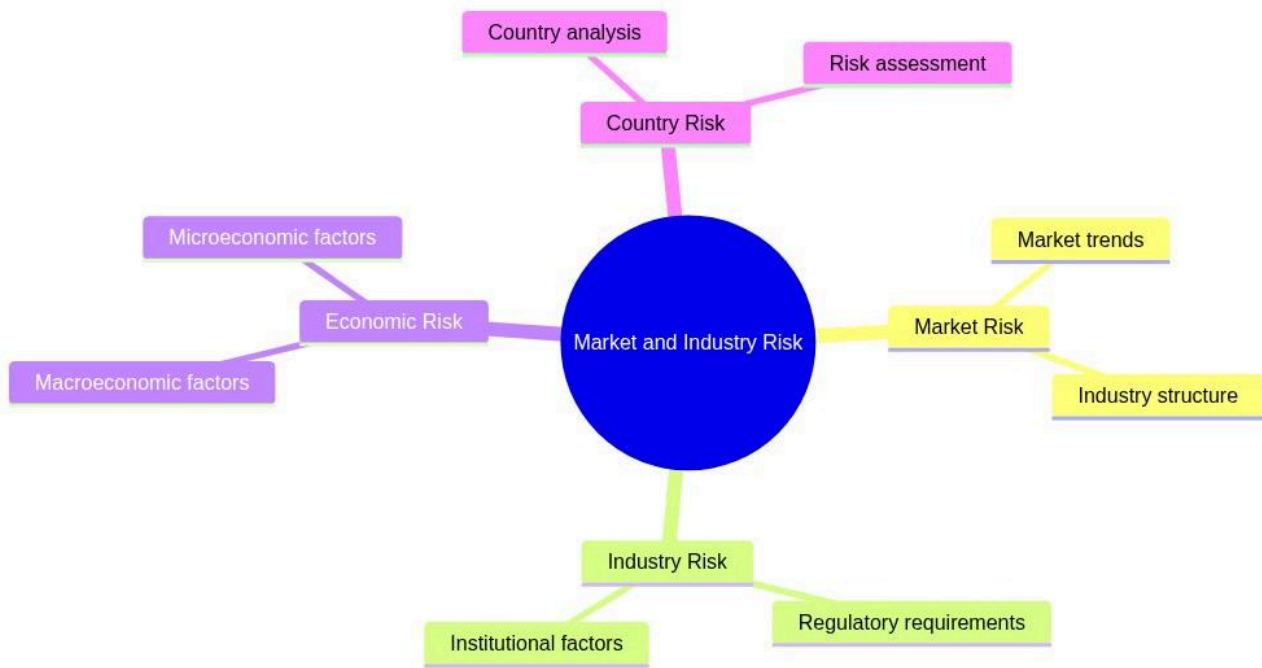 Country analysis
Risk assessment
Country Risk
Microeconomic factors
Market trends
Economic Risk
Market and Industry Risk
Market Risk
Macroeconomic factors
Industry structure
Industry Risk
Institutional factors
Regulatory requirements